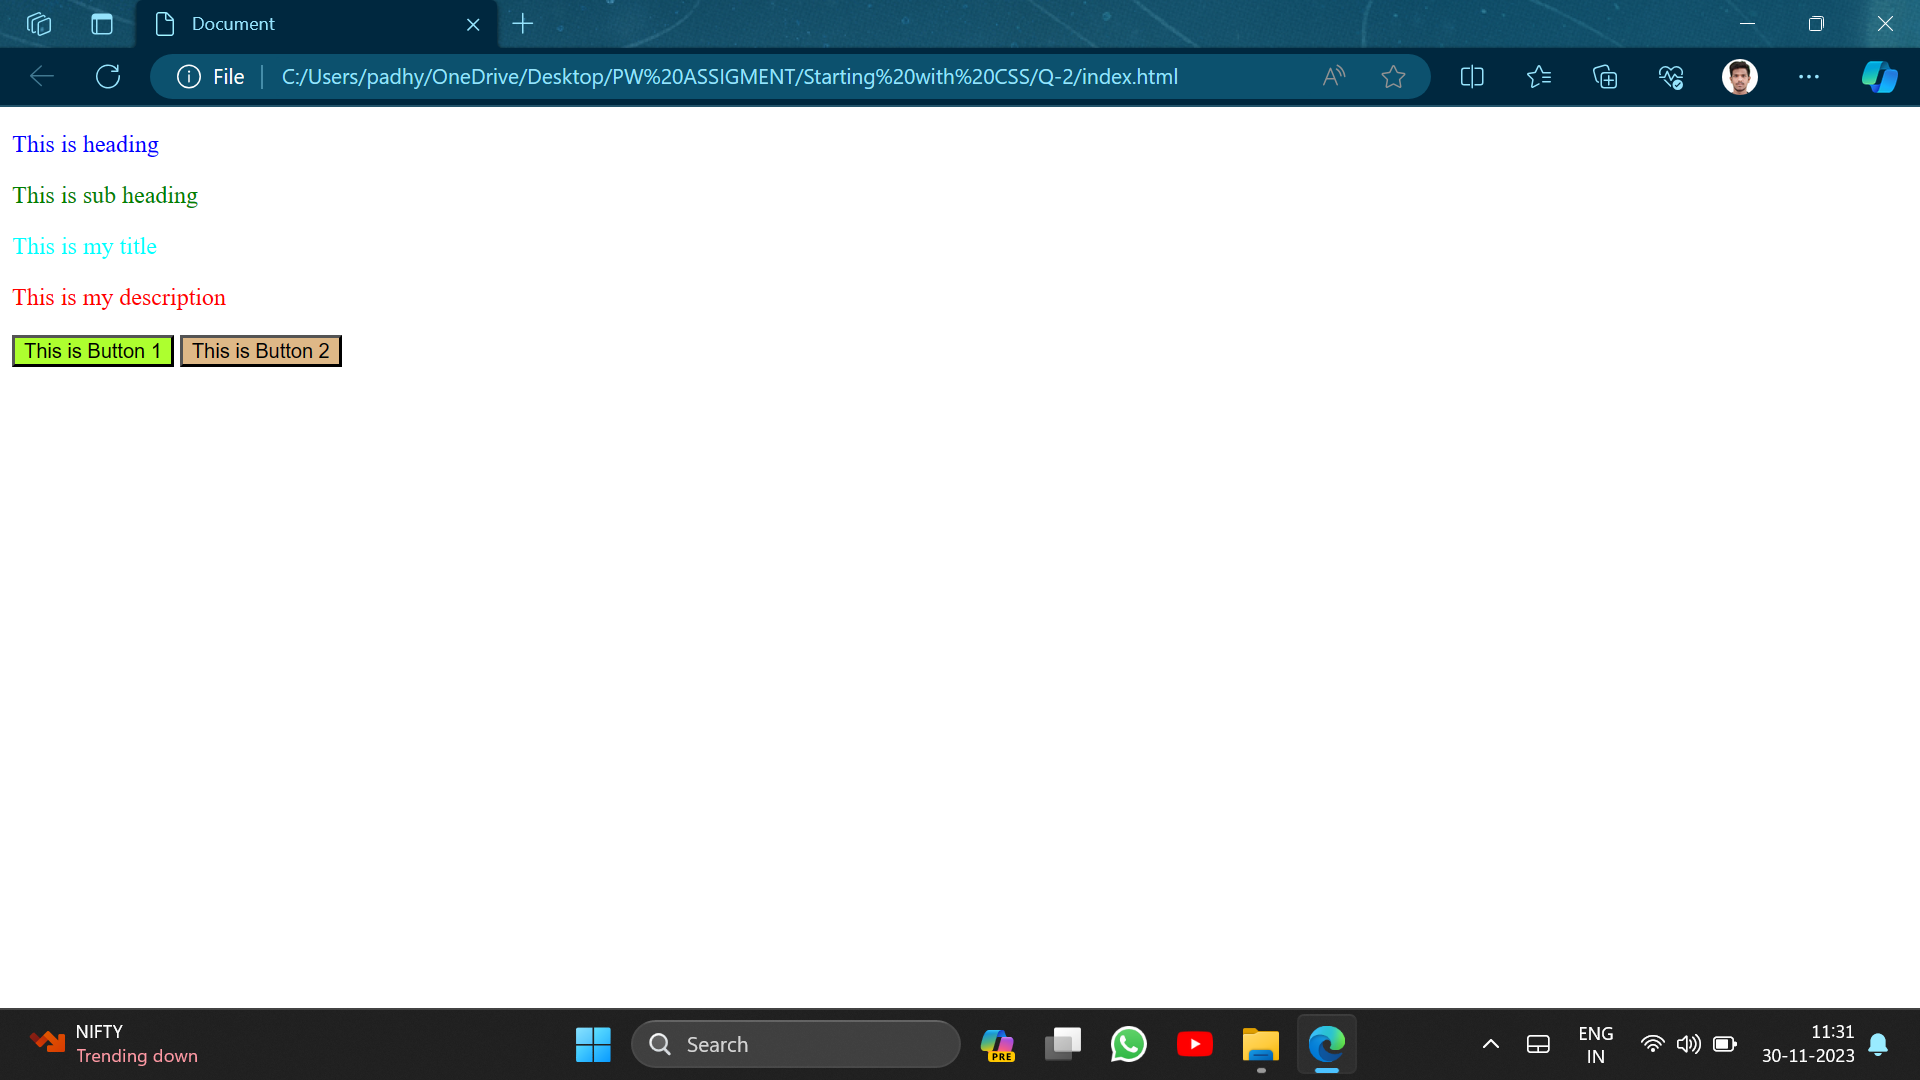 Document
File
C:/Users/padhy/OneDrive/Desktop/PW%20ASSIGMENT/Starting%20with%20CSS/Q-2/index.html
This is heading
This is sub heading
This is my title
This is my description
This is Button 1 This is Button 2
NIFTY
Trending down
Search
PRE
ENG
IN
11:31
30-11-2023